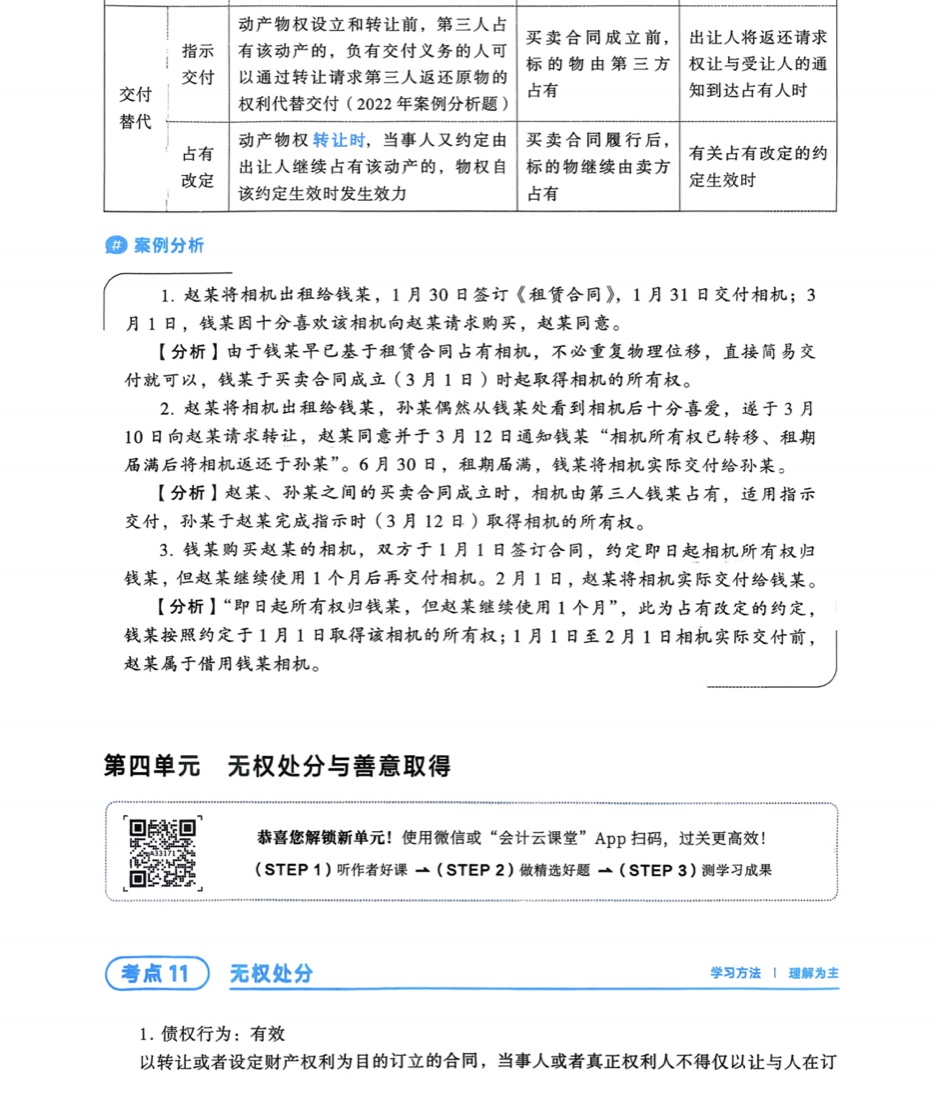 交付
替代
指示
交付
动产物权设立和转让前，第三人占
有该动产的，负有交付义务的人可
以通过转让请求第三人返还原物的
权利代替交付（2022 年案例分析题）
买卖合同成立前，
标的物由第三方
占有
出让人将返还请求
权让与受让人的通
知到达占有人时
占有
改定
动产物权转让时，当事人又约定由
出让人继续占有该动产的，物权自
该约定生效时发生效力
买卖合同履行后，
标的物继续由卖方
占有
有关占有改定的约
定生效时
# 案例分析
1. 赵某将相机出租给钱某，1 月 30 日签订《租赁合同》，1 月 31 日交付相机；3
月 1 日，钱某因十分喜欢该相机向赵某请求购买，赵某同意。
【分析】由于钱某早已基于租赁合同占有相机，不必重复物理位移，直接简易交
付就可以，钱某于买卖合同成立（3 月 1 日）时起取得相机的所有权。
2. 赵某将相机出租给钱某，孙某偶然从钱某处看到相机后十分喜爱，遂于 3 月
10 日向赵某请求转让，赵某同意并于 3 月 12 日通知钱某“相机所有权已转移、租期
届满后将相机返还于孙某”。6 月 30 日，租期届满，钱某将相机实际交付给孙某。
【分析】赵某、孙某之间的买卖合同成立时，相机由第三人钱某占有，适用指示
交付，孙某于赵某完成指示时（3 月 12 日）取得相机的所有权。
3. 钱某购买赵某的相机，双方于 1 月 1 日签订合同，约定即日起相机所有权归
钱某，但赵某继续使用 1 个月后再交付相机。2 月 1 日，赵某将相机实际交付给钱某。
【分析】“即日起所有权归钱某，但赵某继续使用 1 个月”，此为占有改定的约定，
钱某按照约定于 1 月 1 日取得该相机的所有权；1 月 1 日至 2 月 1 日相机实际交付前，
赵某属于借用钱某相机。
第四单元 无权处分与善意取得
恭喜您解锁新单元！使用微信或“会计云课堂”App 扫码，过关更高效！
（STEP 1）听作者好课 ⇀（STEP 2）做精选好题 ⇀（STEP 3）测学习成果
考点 11 无权处分
学习方法 | 理解为主
1. 债权行为：有效
以转让或者设定财产权利为目的订立的合同，当事人或者真正权利人不得仅以让与人在订